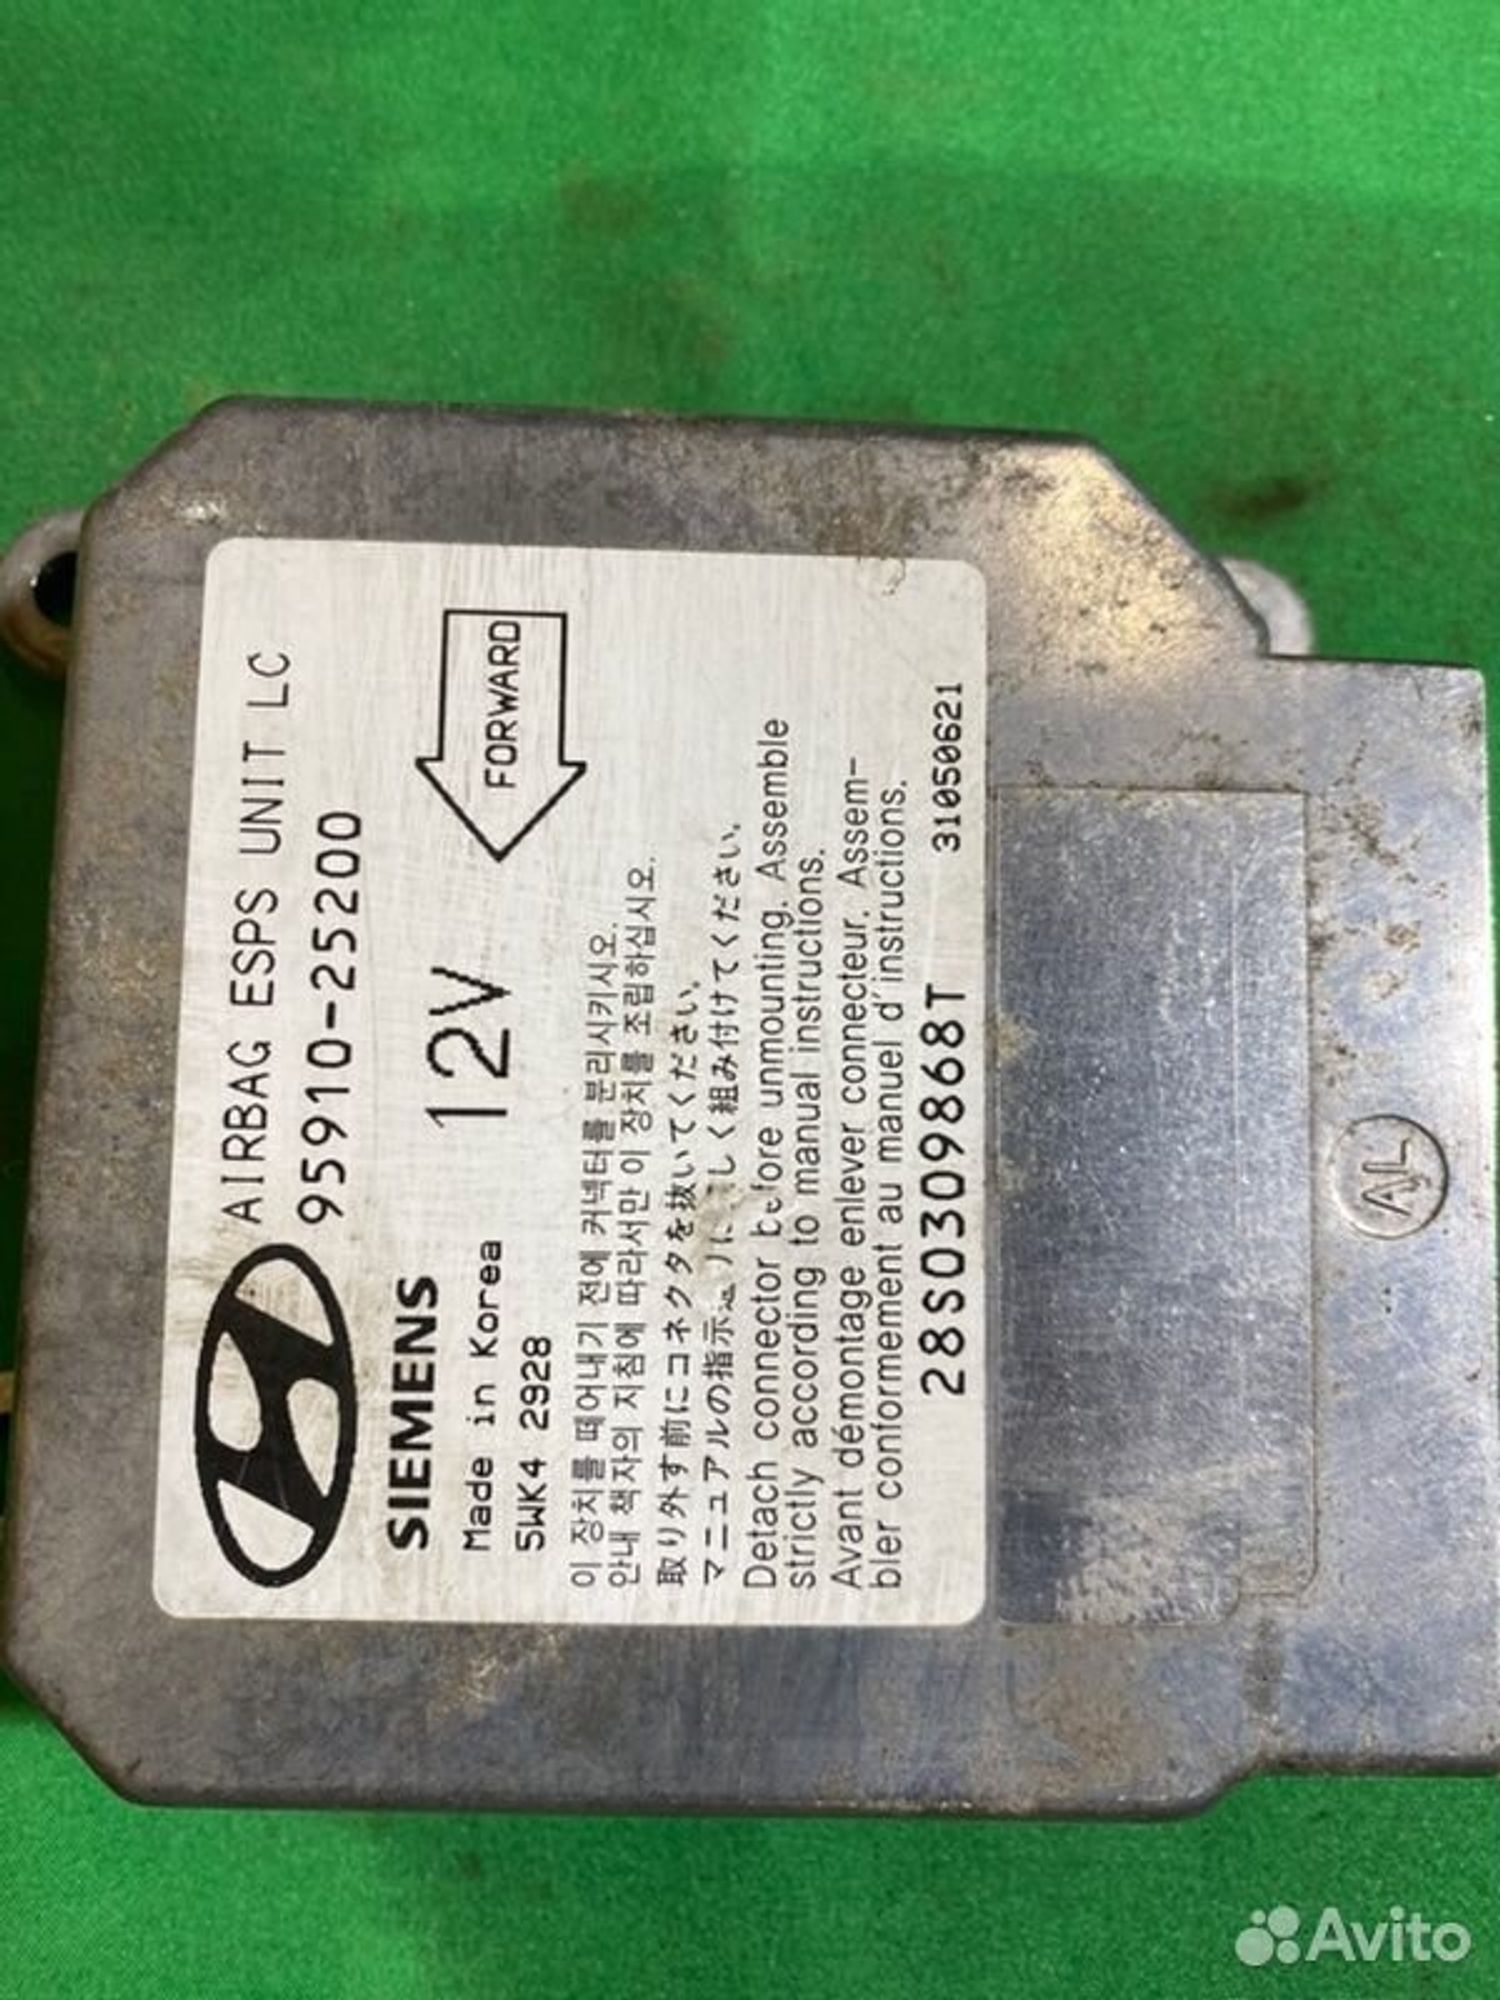 AIRBAG ESPS UNIT LC
95910-25200
SIEMENS
12V
FORWARD
Made in Korea
5WK4 2928
이 장치를 떼어내기 전에 커넥터를 분리시키시오.
안내 책자의 지침에 따라서만 이 장치를 조립하십시오.
取り外す前にコネクタを抜いてください。
マニュアルの指示 しく組み付けてください。
Detach connector before unmounting. Assemble
strictly according to manual instructions.
Avant démontage enlever connecteur. Assem-
bler conformement au manuel d'instructions.
28S0309868T
31050621
AL
Avito